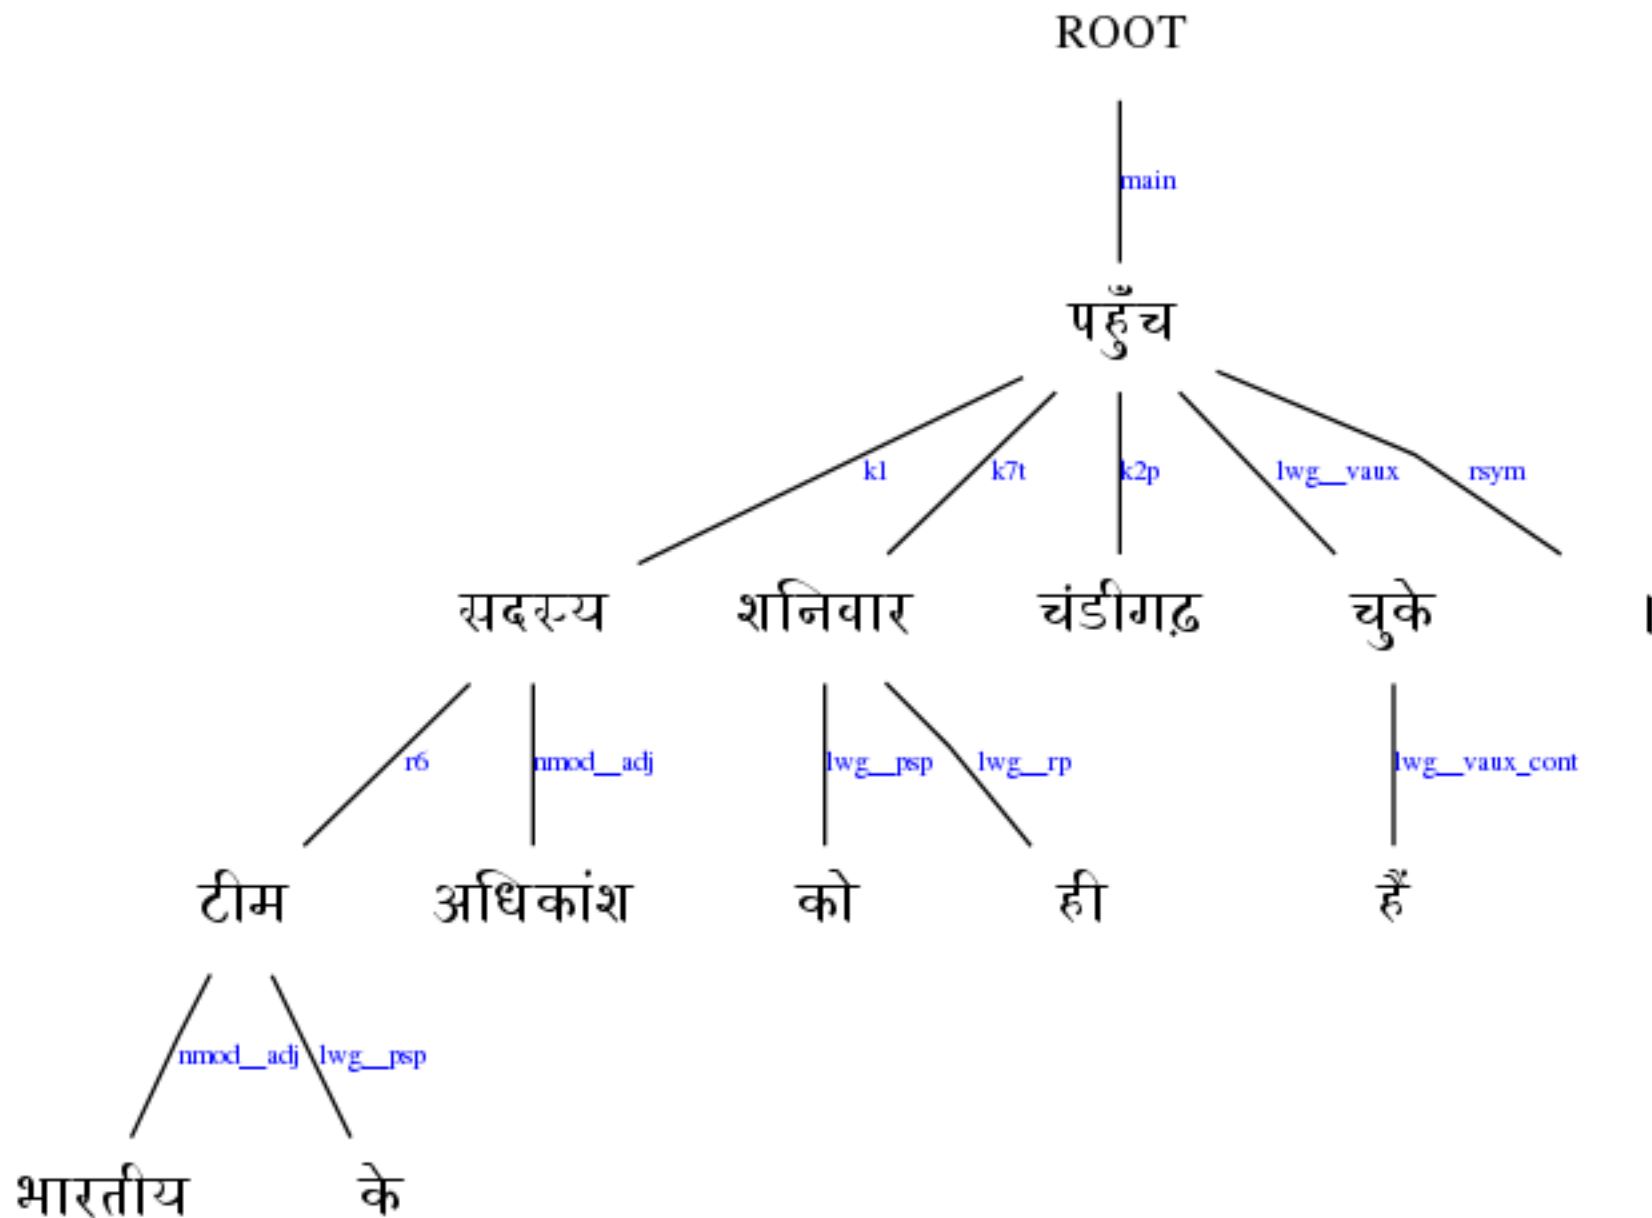 ROOT
main
पहुँच
k1 k7t k2p lwg__vaux rsym
सदस्य शनिवार चंडीगढ़ चुके ।
r6 nmod__adj lwg__psp lwg__rp lwg__vaux_cont
टीम अधिकांश को ही हैं
nmod__adj lwg__psp
भारतीय के